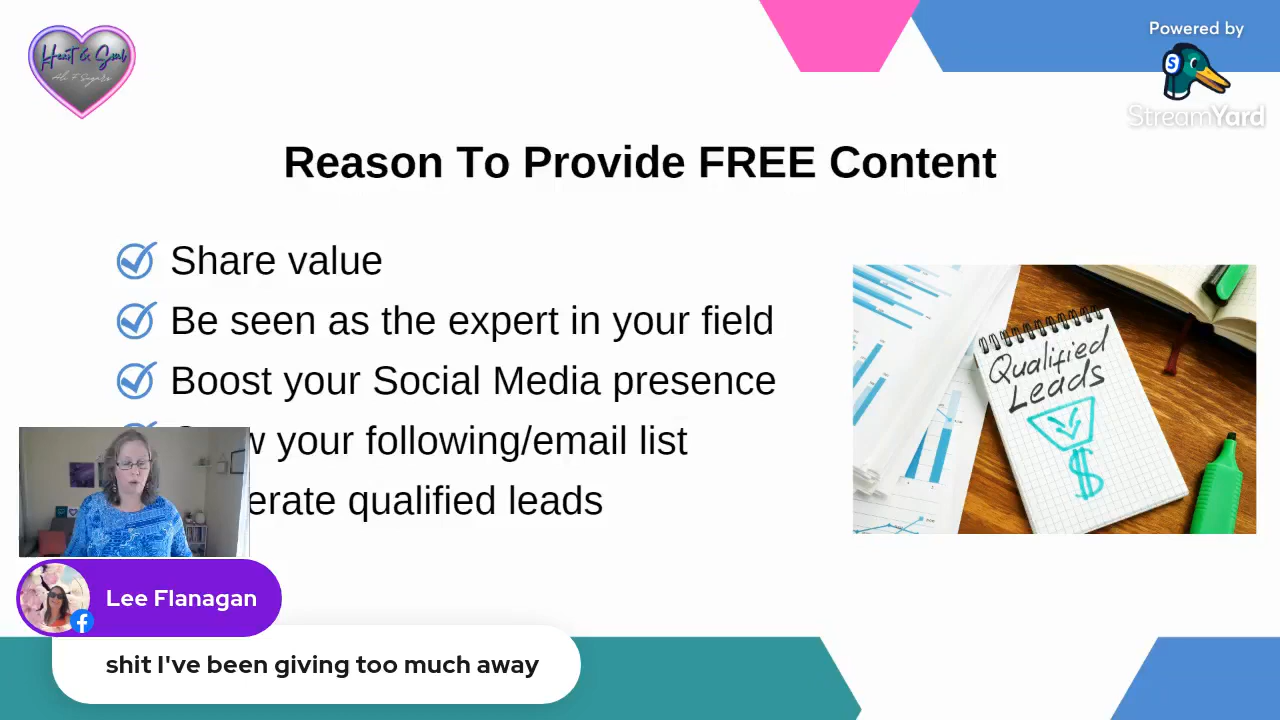 Heart & Soul
Powered by
StreamYard
Reason To Provide FREE Content
Share value
Be seen as the expert in your field
Boost your Social Media presence
your following/email list
qualified leads
Qualified
Leads
$
Lee Flanagan
shit I've been giving too much away